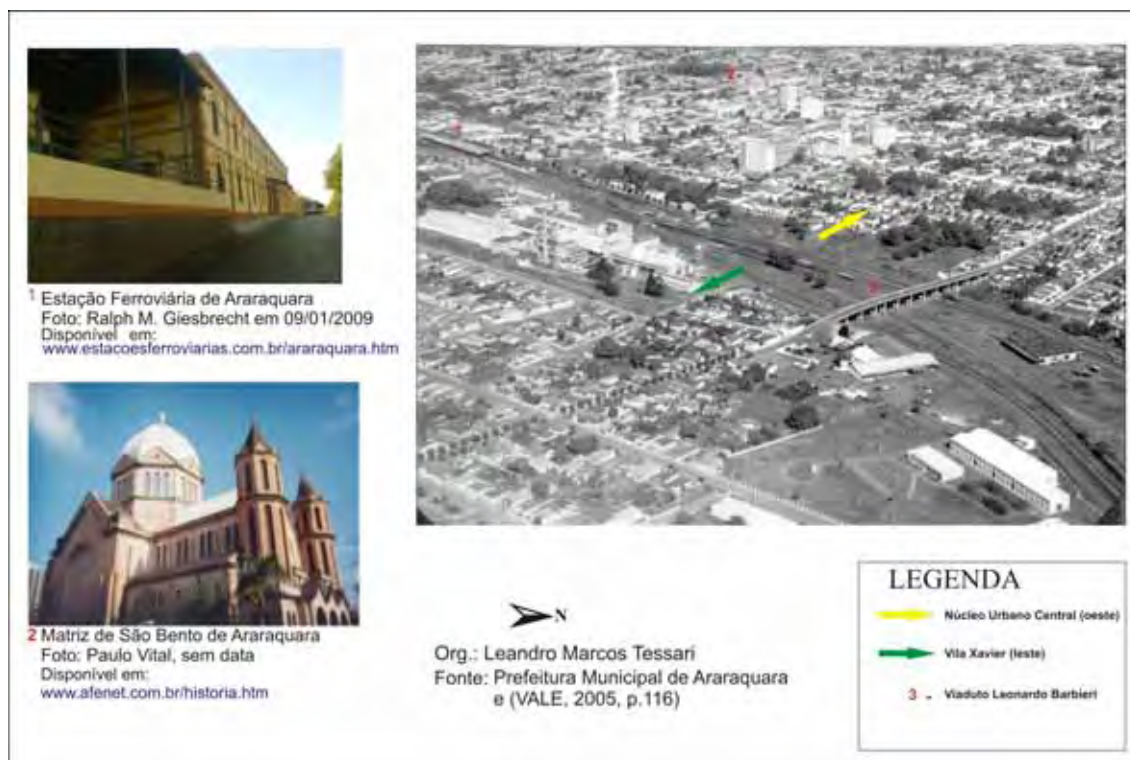 1 Estação Ferroviária de Araraquara
Foto: Ralph M. Giesbrecht em 09/01/2009
Disponível em:
www.estacoesferroviarias.com.br/araraquara.htm
2 Matriz de São Bento de Araraquara
Foto: Paulo Vital, sem data
Disponível em:
www.afenet.com.br/historia.htm
2
3
N
Org.: Leandro Marcos Tessari
Fonte: Prefeitura Municipal de Araraquara
e (VALE, 2005, p.116)
LEGENDA
Núcleo Urbano Central (oeste)
Vila Xavier (leste)
3 - Viaduto Leonardo Barbieri